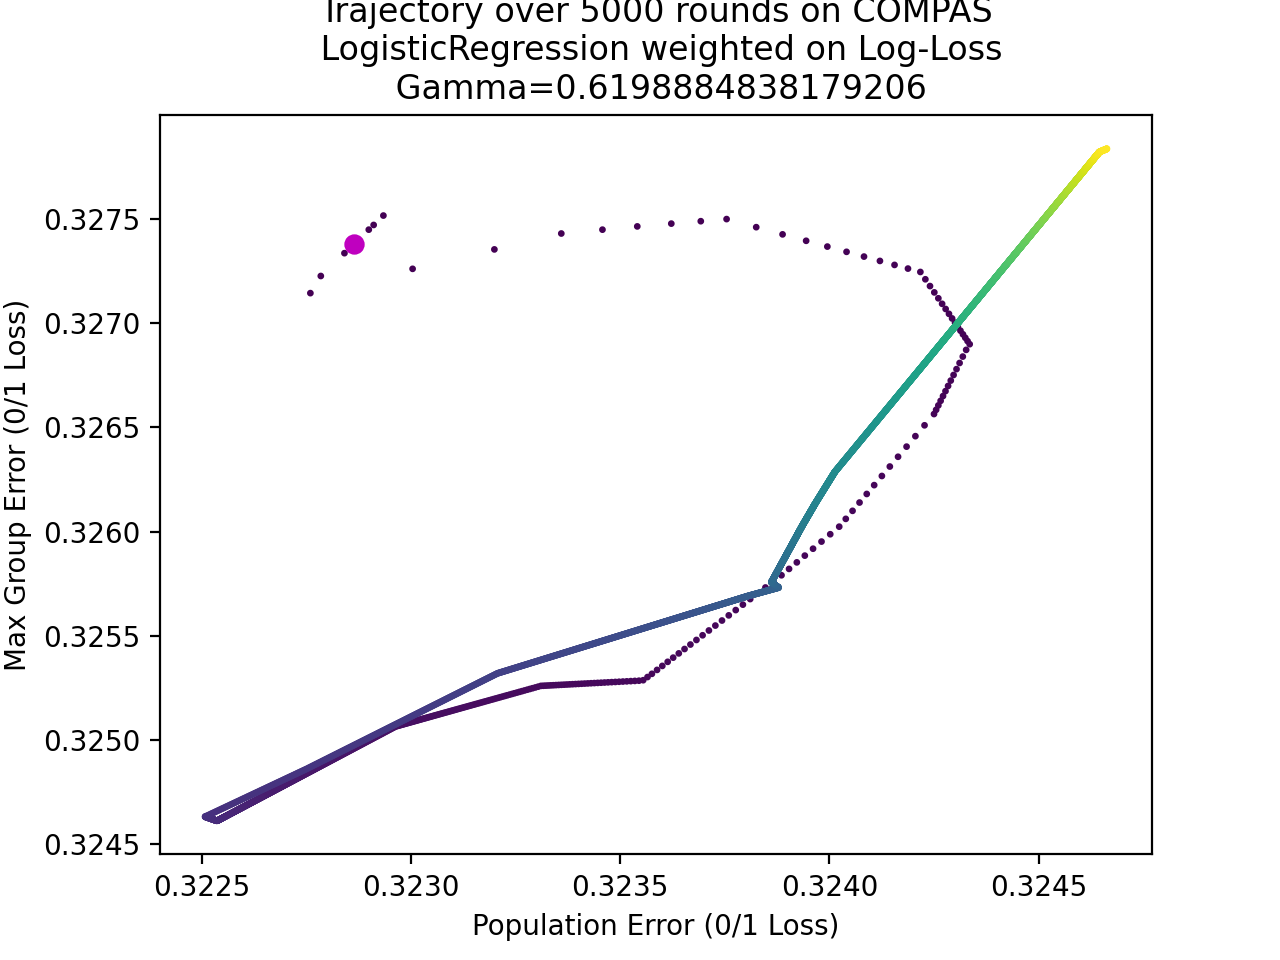 Trajectory over 5000 rounds on COMPAS
LogisticRegression weighted on Log-Loss
Gamma=0.6198884838179206
Max Group Error (0/1 Loss)
0.3275
0.3270
0.3265
0.3260
0.3255
0.3250
0.3245
0.3225
0.3230
0.3235
0.3240
0.3245
Population Error (0/1 Loss)